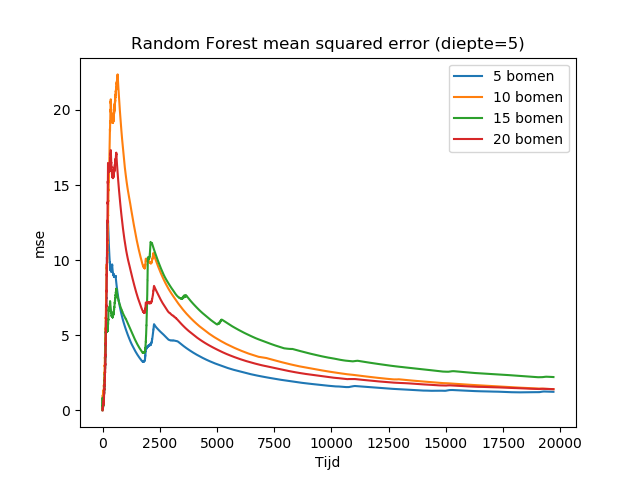 Random Forest mean squared error (diepte=5)
5 bomen
10 bomen
15 bomen
20 bomen
mse
20
15
10
5
0
0 2500 5000 7500 10000 12500 15000 17500 20000
Tijd